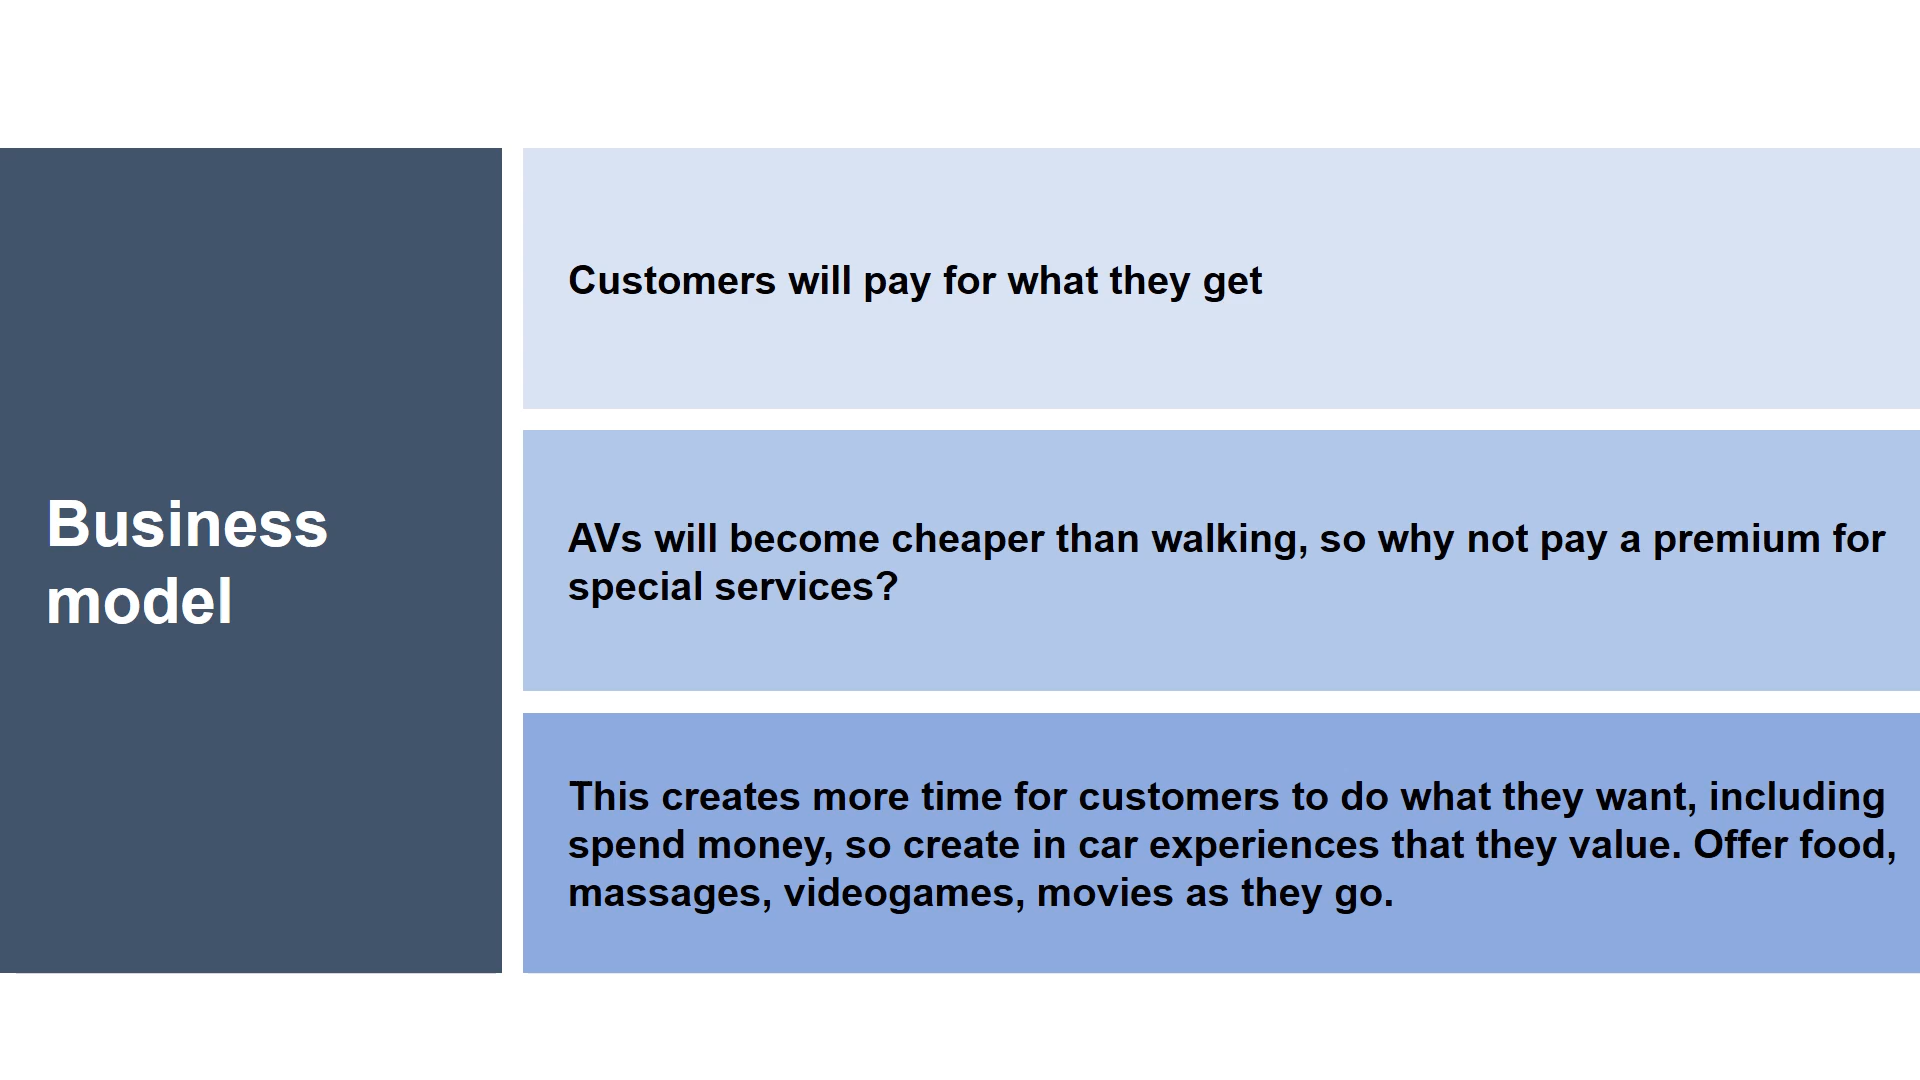 Business
model
Customers will pay for what they get
AVs will become cheaper than walking, so why not pay a premium for
special services?
This creates more time for customers to do what they want, including
spend money, so create in car experiences that they value. Offer food,
massages, videogames, movies as they go.